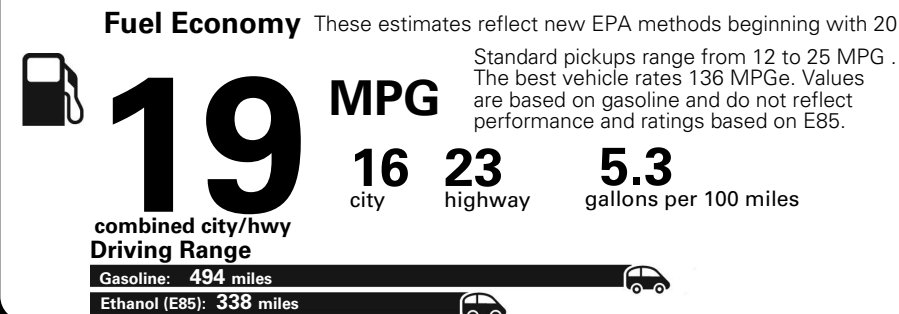 Fuel Economy These estimates reflect new EPA methods beginning with 20
Standard pickups range from 12 to 25 MPG .
The best vehicle rates 136 MPGe. Values
are based on gasoline and do not reflect
performance and ratings based on E85.
19 MPG
16 23 5.3
city highway gallons per 100 miles
combined city/hwy
Driving Range
Gasoline: 494 miles
Ethanol (E85): 338 miles